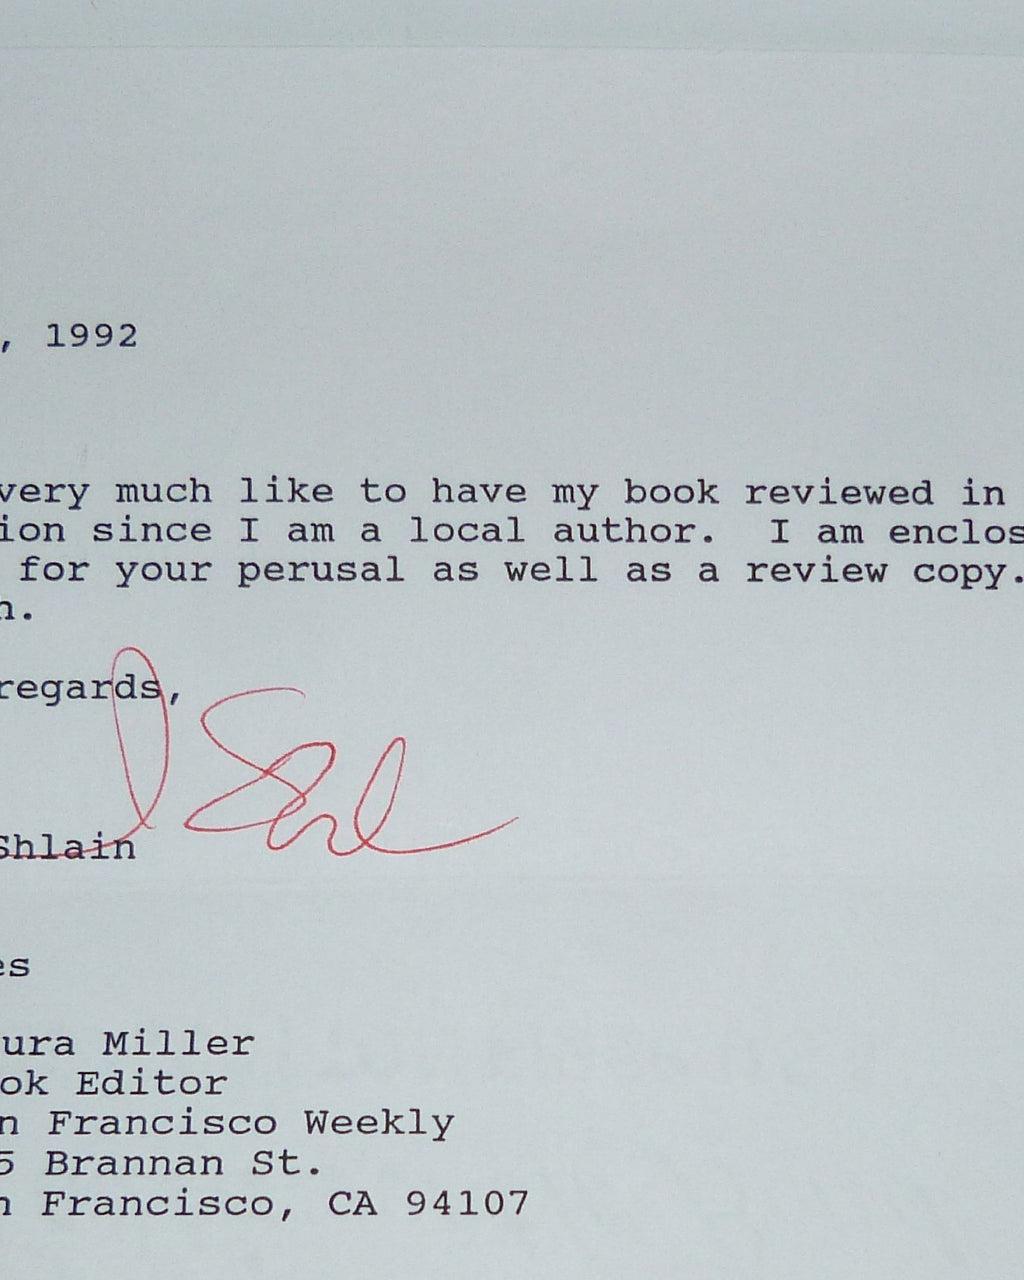 , 1992
very much like to have my book reviewed in
ion since I am a local author.  I am enclos
for your perusal as well as a review copy.
n.
regards,
Shlain
es
ura Miller
ok Editor
n Francisco Weekly
5 Brannan St.
n Francisco, CA 94107